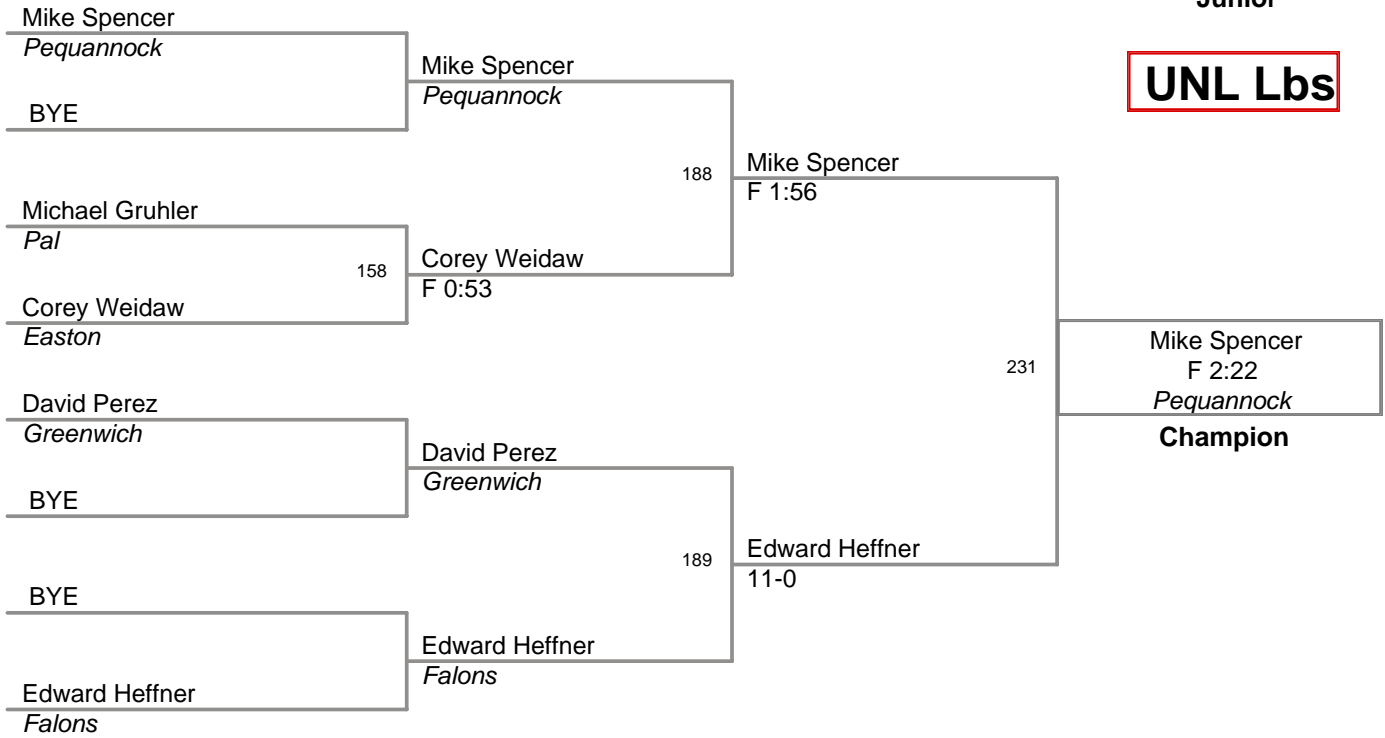 Junior
UNL Lbs
Mike Spencer
Pequannock
BYE
Michael Gruhler
Pal
158
Corey Weidaw
Easton
David Perez
Greenwich
BYE
BYE
Edward Heffner
Falons
Mike Spencer
Pequannock
188
Corey Weidaw
F 0:53
David Perez
Greenwich
189
Edward Heffner
Falons
Mike Spencer
F 1:56
231
Edward Heffner
11-0
Mike Spencer
F 2:22
Pequannock
Champion